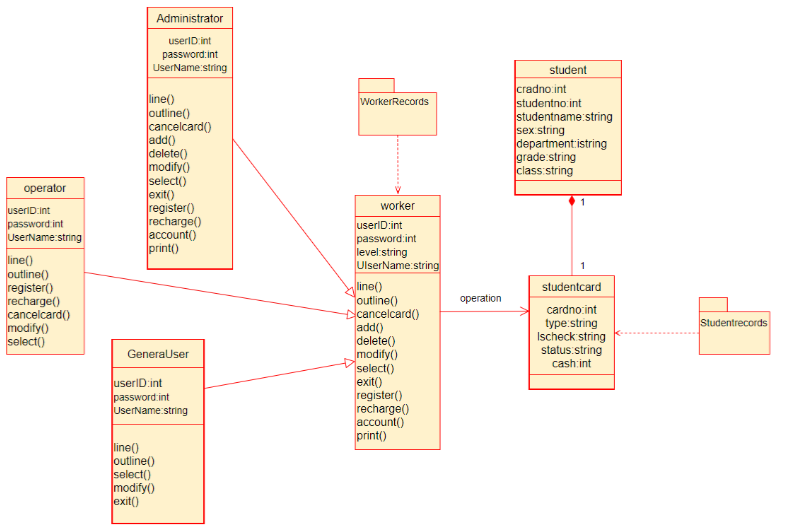 Administrator
userID:int
password:int
UserName:string
line()
outline()
cancelcard()
add()
delete()
modify()
select()
exit()
register()
recharge()
account()
print()
operator
userID:int
password:int
UserName:string
line()
outline()
register()
recharge()
cancelcard()
modify()
select()
GeneraUser
userID:int
password:int
UserName:string
line()
outline()
select()
modify()
exit()
WorkerRecords
worker
userID:int
password:int
level:string
UIserName:string
line()
outline()
cancelcard()
add()
delete()
modify()
select()
exit()
register()
recharge()
account()
print()
operation
student
cradno:int
studentno:int
studentname:string
sex:string
department:istring
grade:string
class:string
1
1
studentcard
cardno:int
type:string
Ischeck:string
status:string
cash:int
Studentrecords